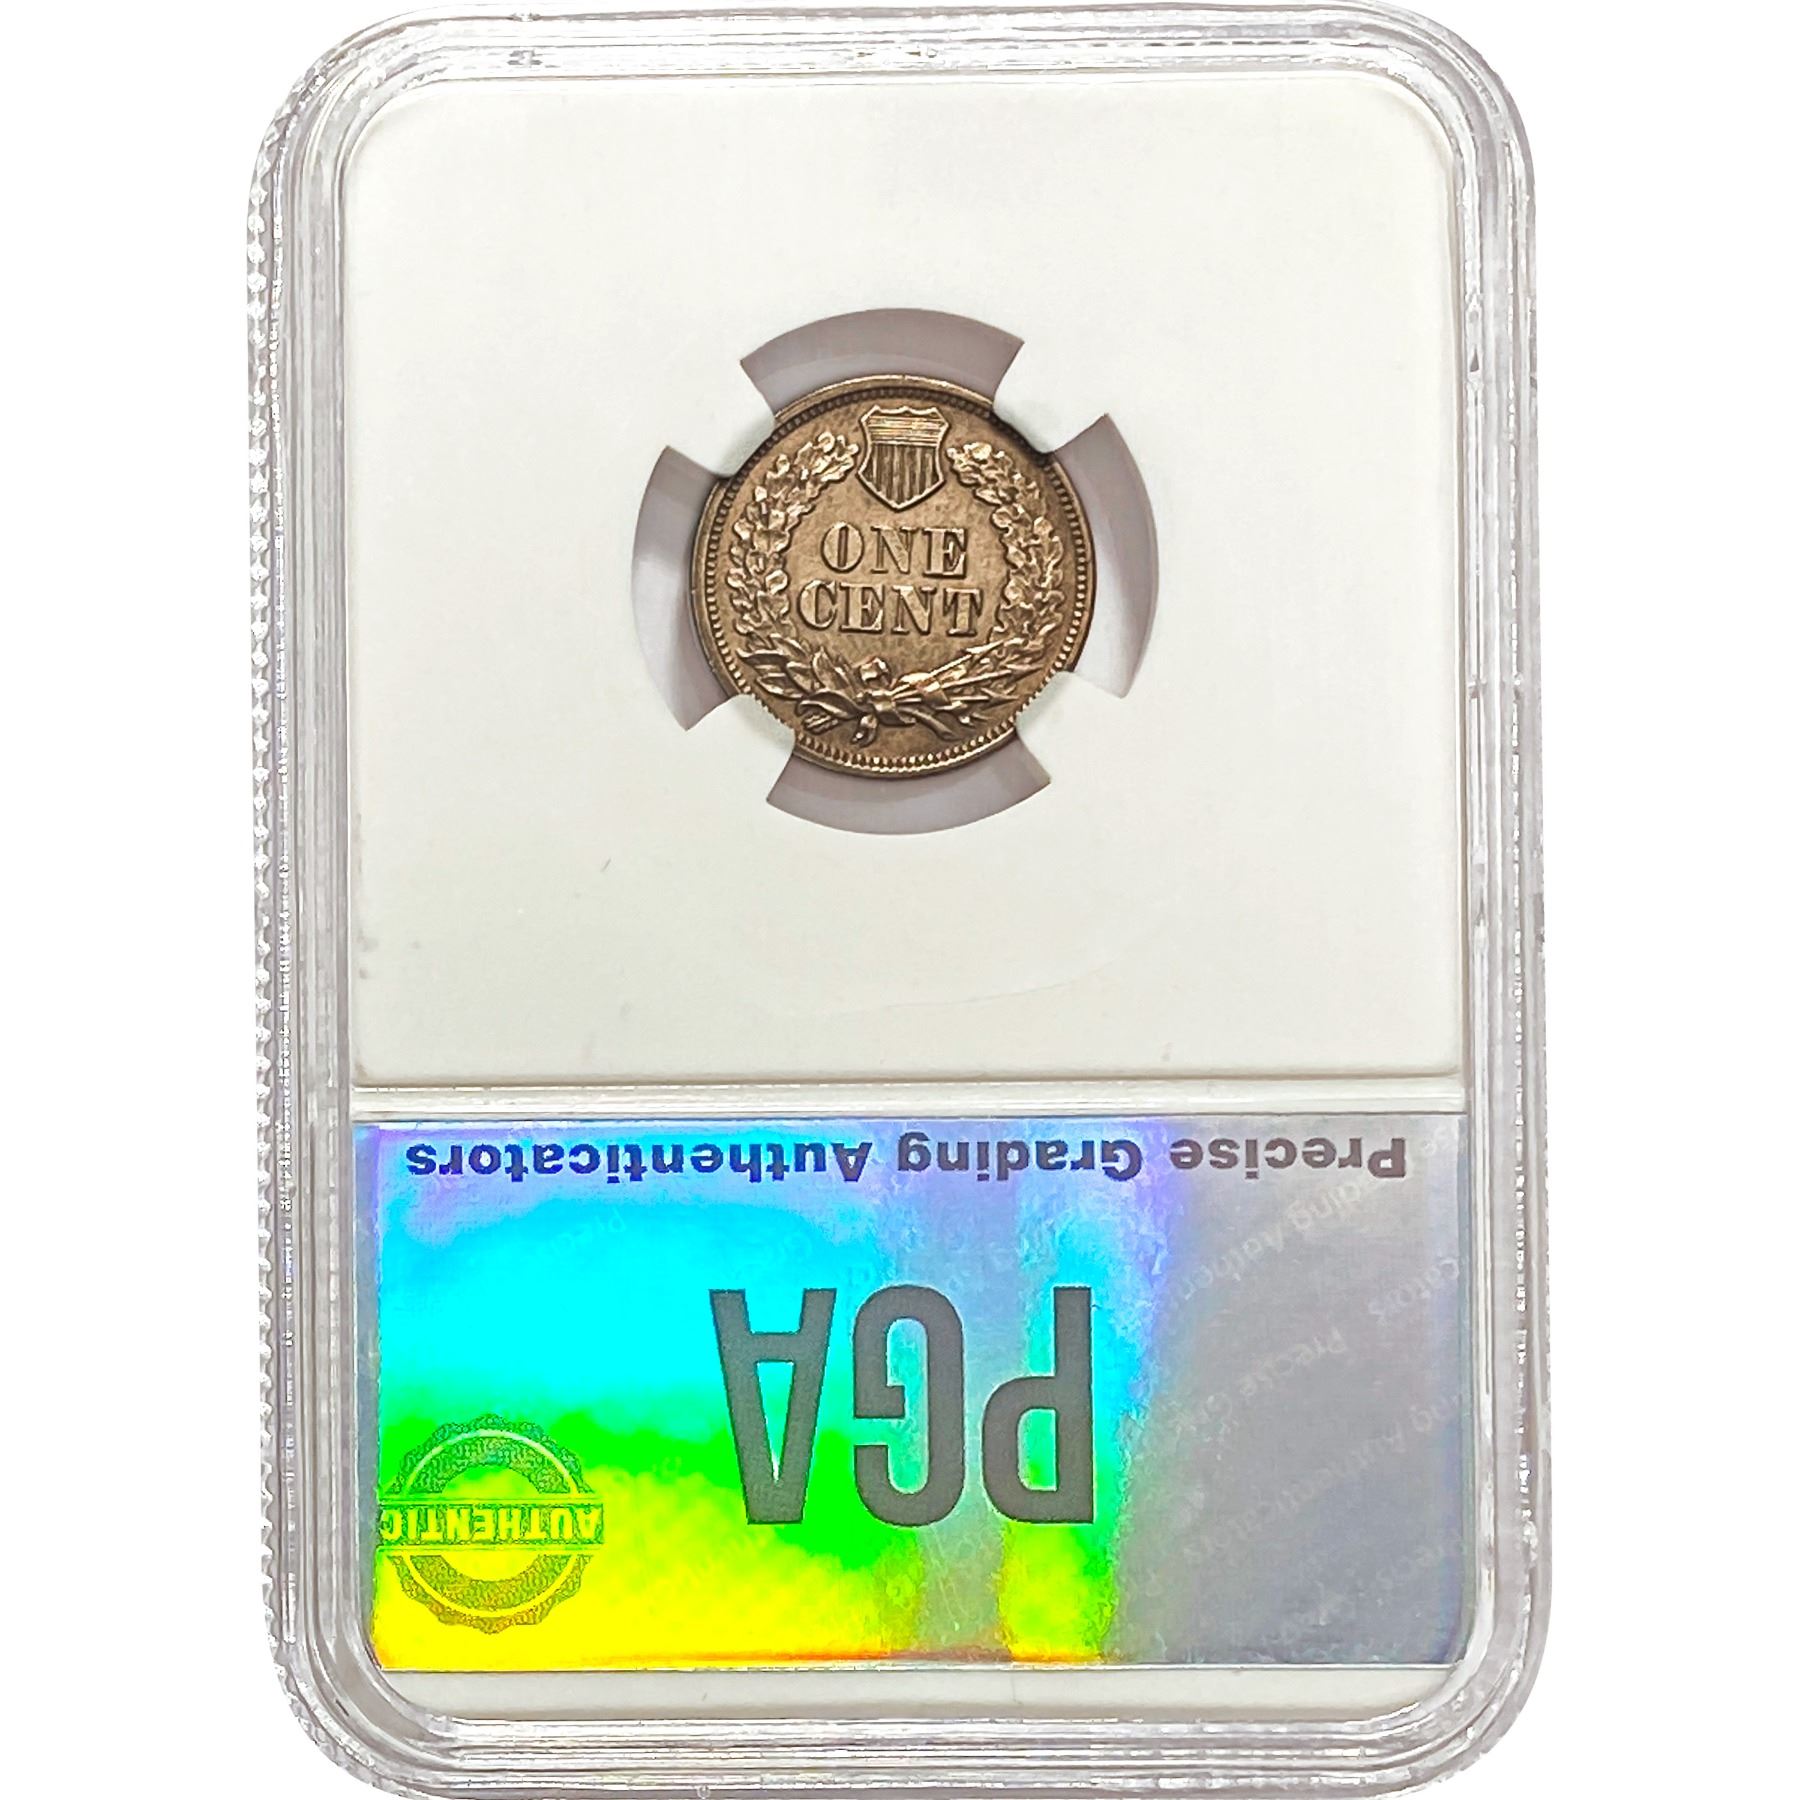 ONE
CENT
Precise Grading Authenticators
PGA
AUTHENTIC